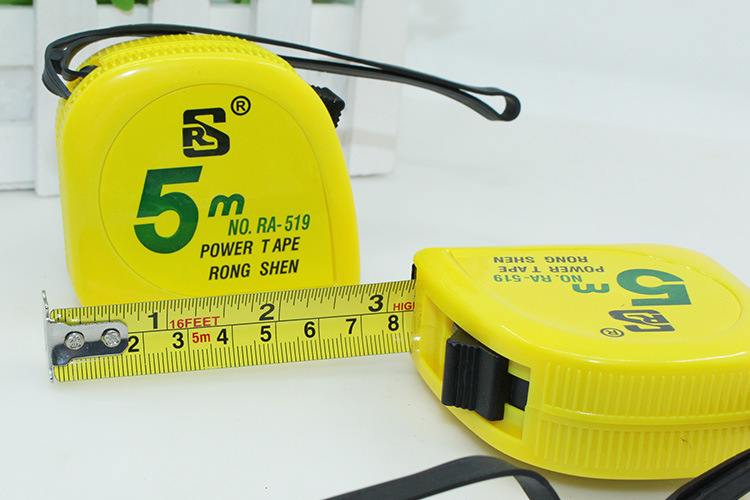 RS ®
5m
NO. RA-519
POWER TAPE
RONG SHEN
1 16FEET 2 3 HIGH
2 3 5m 4 5 6 7 8
RONG SHEN
POWER TAPE
NO. RA-519
5m
RS ®